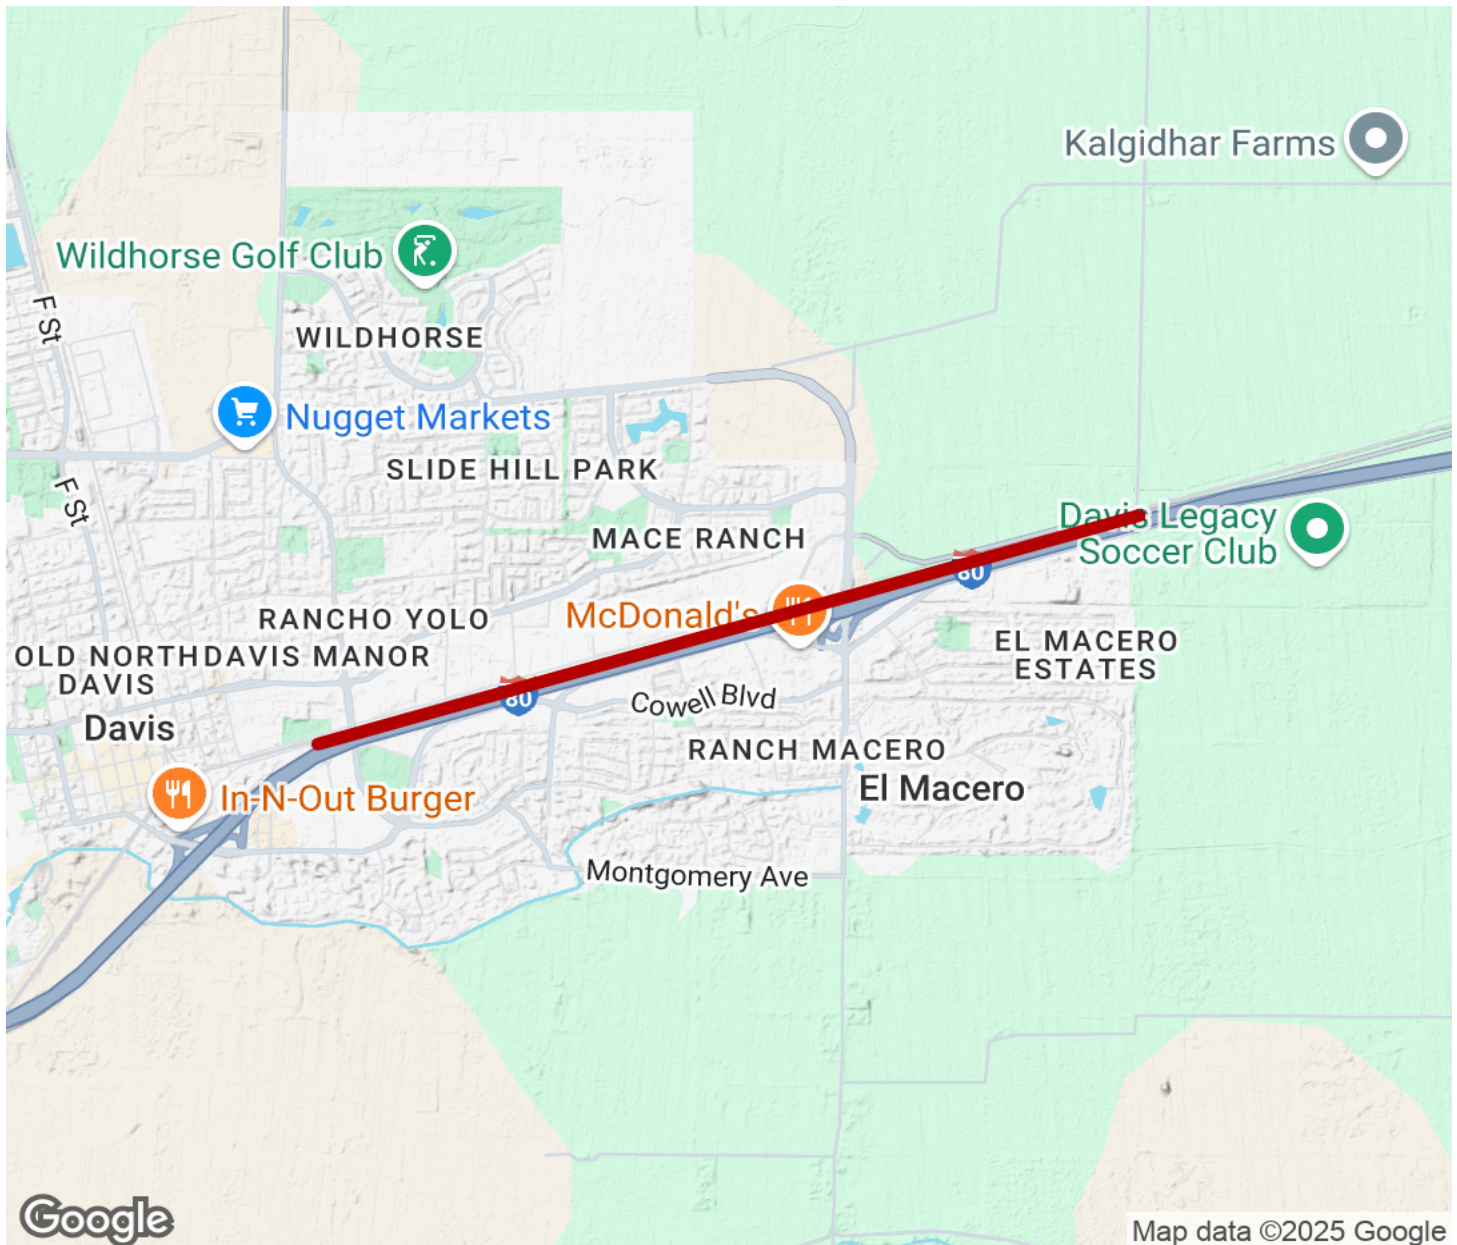 Kalgidhar Farms
Wildhorse Golf Club
F St
WILDHORSE
Nugget Markets
SLIDE HILL PARK
F St
Davis Legacy
Soccer Club
MACE RANCH
80
McDonald's
RANCHO YOLO
EL MACERO
ESTATES
OLD NORTH
DAVIS
DAVIS MANOR
80
Cowell Blvd
Davis
RANCH MACERO
El Macero
In-N-Out Burger
Montgomery Ave
Google
Map data ©2025 Google